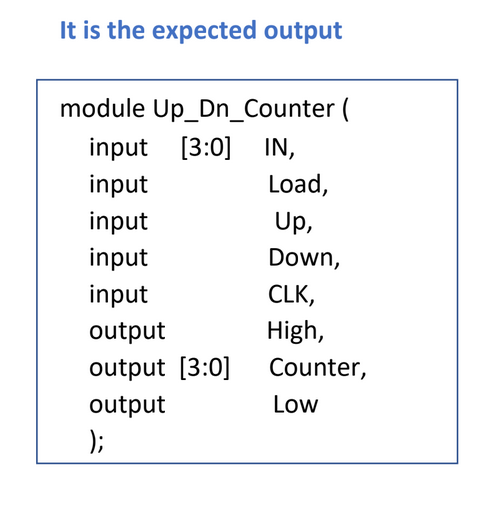 It is the expected output
module Up_Dn_Counter (
input [3:0] IN,
input Load,
input Up,
input Down,
input CLK,
output High,
output [3:0] Counter,
output Low
);